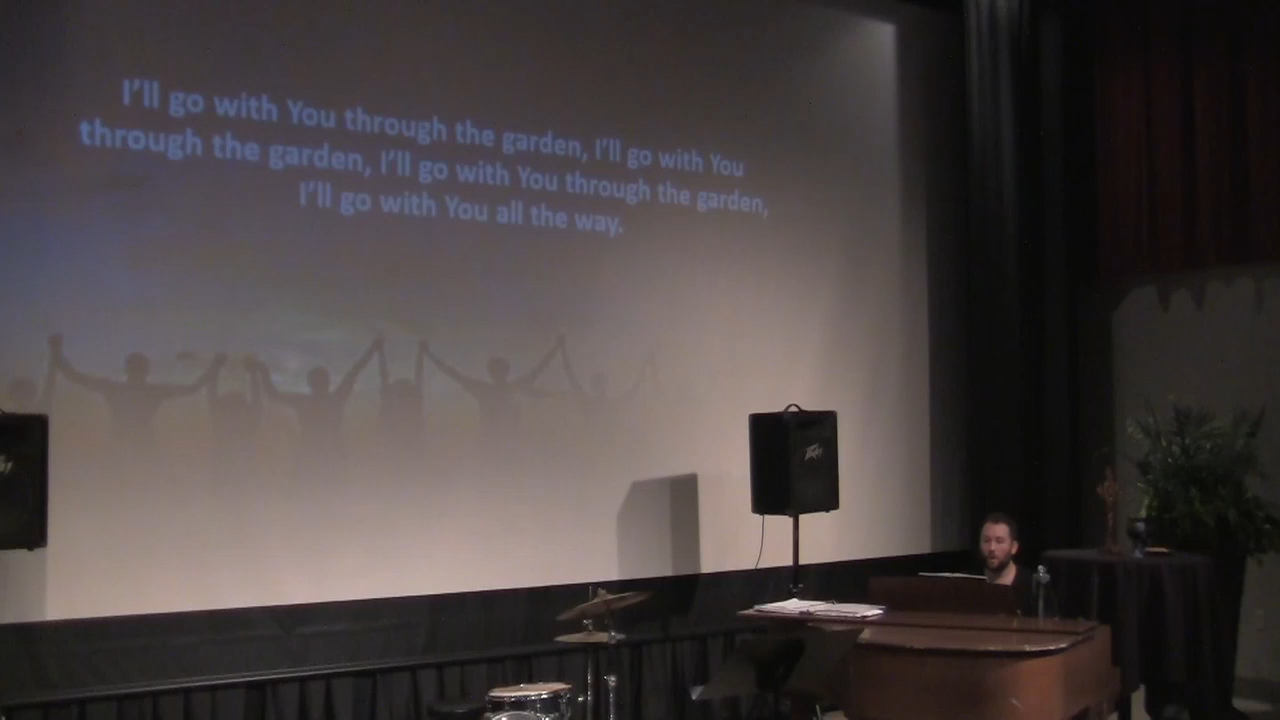 I’ll go with You through the garden, I’ll go with You
through the garden, I’ll go with You through the garden,
I’ll go with You all the way.
Peavey